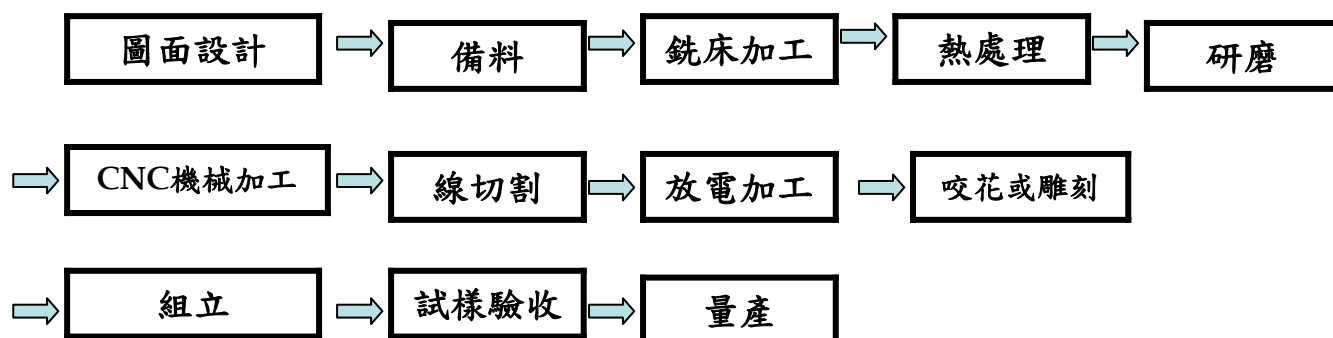 圖面設計
備料
銑床加工
熱處理
研磨
CNC機械加工
線切割
放電加工
咬花或雕刻
組立
試樣驗收
量產